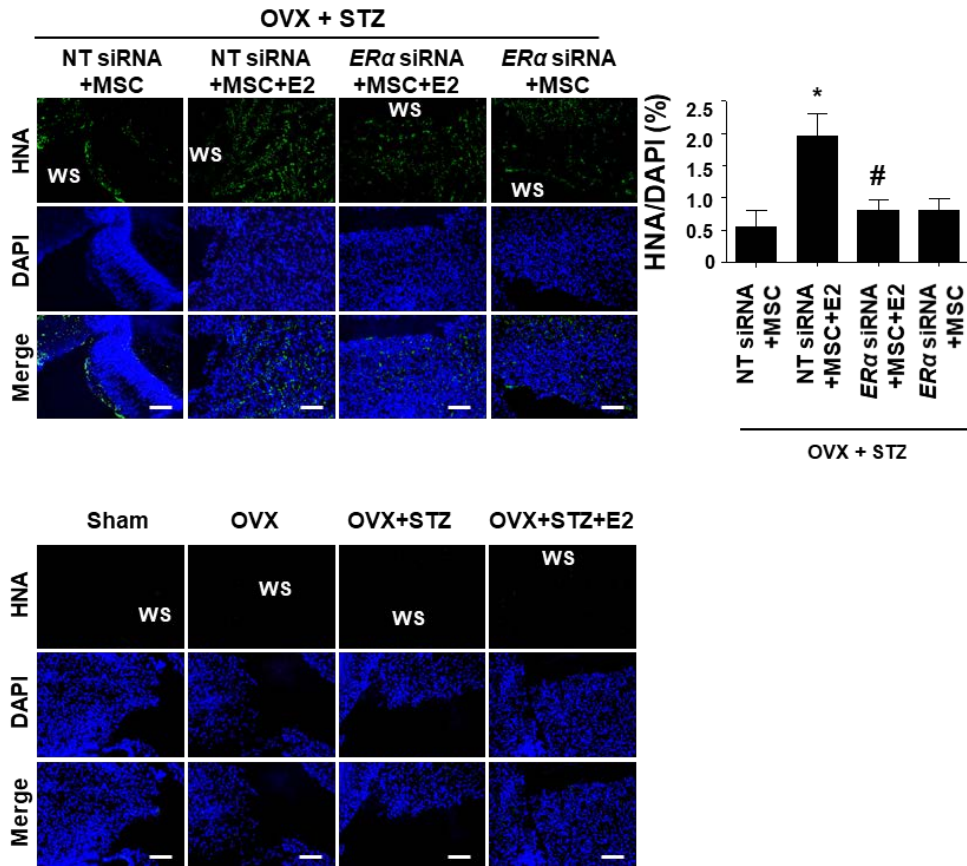 OVX + STZ
NT siRNA +MSC
NT siRNA +MSC+E2
ERα siRNA +MSC+E2
ERα siRNA +MSC
HNA
WS
WS
WS
WS
DAPI
Merge
HNA/DAPI (%)
2.5
2.0
1.5
1.0
0.5
0
*
#
NT siRNA +MSC
NT siRNA +MSC+E2
ERα siRNA +MSC+E2
ERα siRNA +MSC
OVX + STZ
Sham
OVX
OVX+STZ
OVX+STZ+E2
HNA
WS
WS
WS
WS
DAPI
Merge